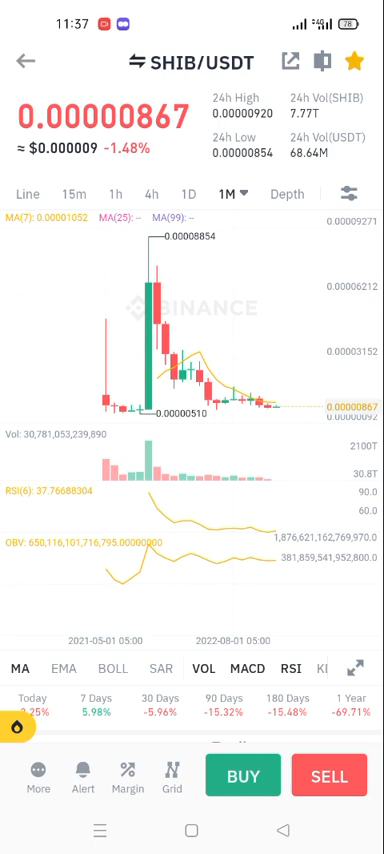 11:37
4G
78
SHIB/USDT
0.00000867
≈ $0.000009 -1.48%
24h High
0.00000920
24h Vol(SHIB)
7.77T
24h Low
0.00000854
24h Vol(USDT)
68.64M
Line 15m 1h 4h 1D 1M Depth
MA(7): 0.00001052 MA(25): -- MA(99): --
0.00009271
0.00008854
0.00006212
BINANCE
0.00003152
0.00000867
0.00000510
0.00000092
Vol: 30,781,053,239,890
2100T
30.8T
RSI(6): 37.76688304
90.0
60.0
OBV: 650,116,101,716,795.00000000
1,876,621,162,769,970.0
381,859,541,952,800.0
2021-05-01 05:00 2022-08-01 05:00
MA EMA BOLL SAR VOL MACD RSI
Today 7 Days 30 Days 90 Days 180 Days 1 Year
5.98% -5.96% -15.32% -15.48% -69.71%
More Alert Margin Grid BUY SELL